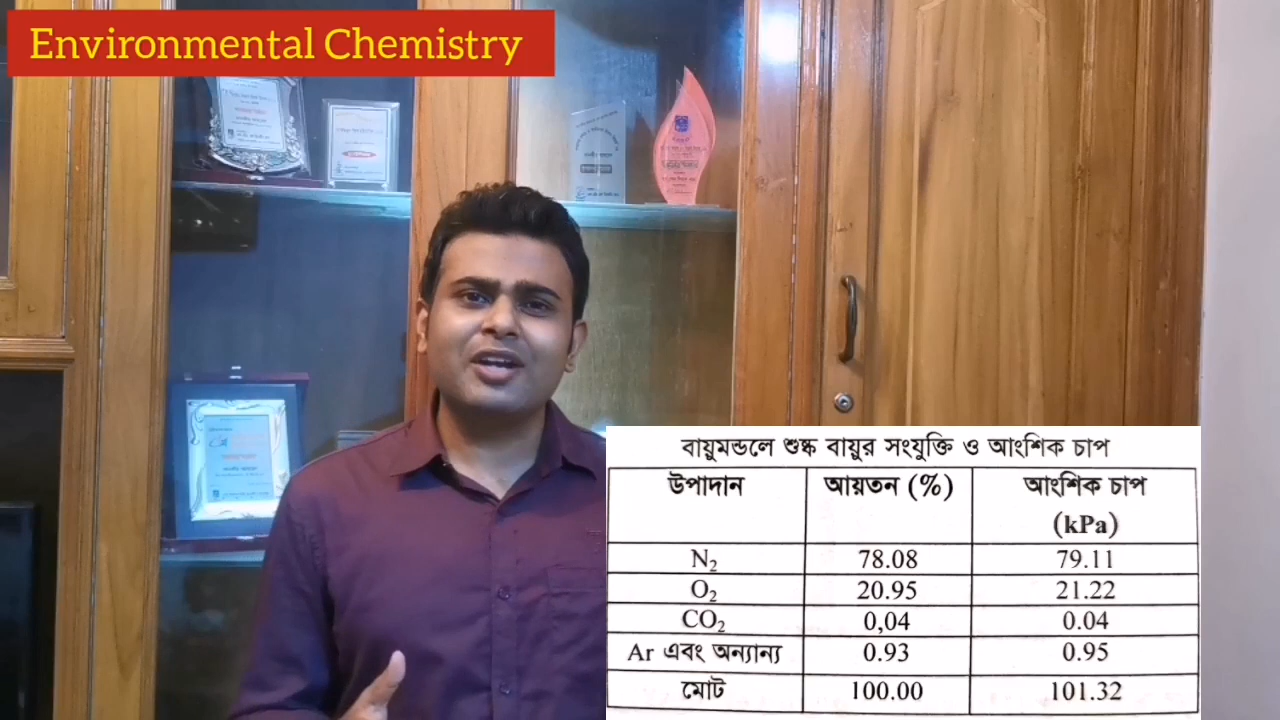 Environmental Chemistry
বায়ুমন্ডলে শুষ্ক বায়ুর সংযুক্তি ও আংশিক চাপ
উপাদান আয়তন (%) আংশিক চাপ
(kPa)
N₂ 78.08 79.11
O₂ 20.95 21.22
CO₂ 0,04 0.04
Ar এবং অন্যান্য 0.93 0.95
মোট 100.00 101.32